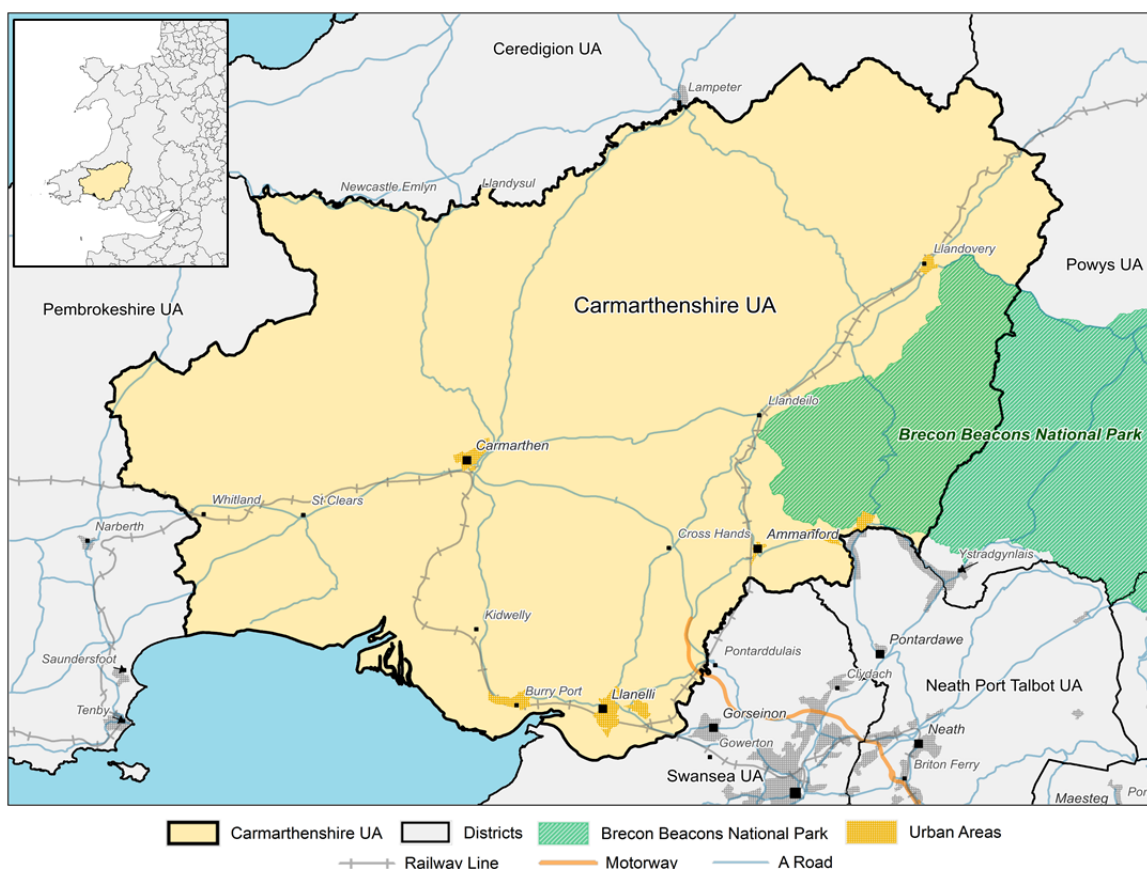 Ceredigion UA
Lampeter
Newcastle Emlyn
Llandysul
Llandovery
Powys UA
Pembrokeshire UA
Carmarthenshire UA
Llandeilo
Brecon Beacons National Park
Carmarthen
Whitland
St Clears
Narberth
Cross Hands
Ammanford
Ystradgynlais
Kidwelly
Pontardawe
Saundersfoot
Pontarddulais
Clydach
Neath Port Talbot UA
Burry Port
Llanelli
Tenby
Gorseinon
Neath
Gowerton
Swansea UA
Briton Ferry
Maesteg
Por
Carmarthenshire UA
Districts
Brecon Beacons National Park
Urban Areas
Railway Line
Motorway
A Road